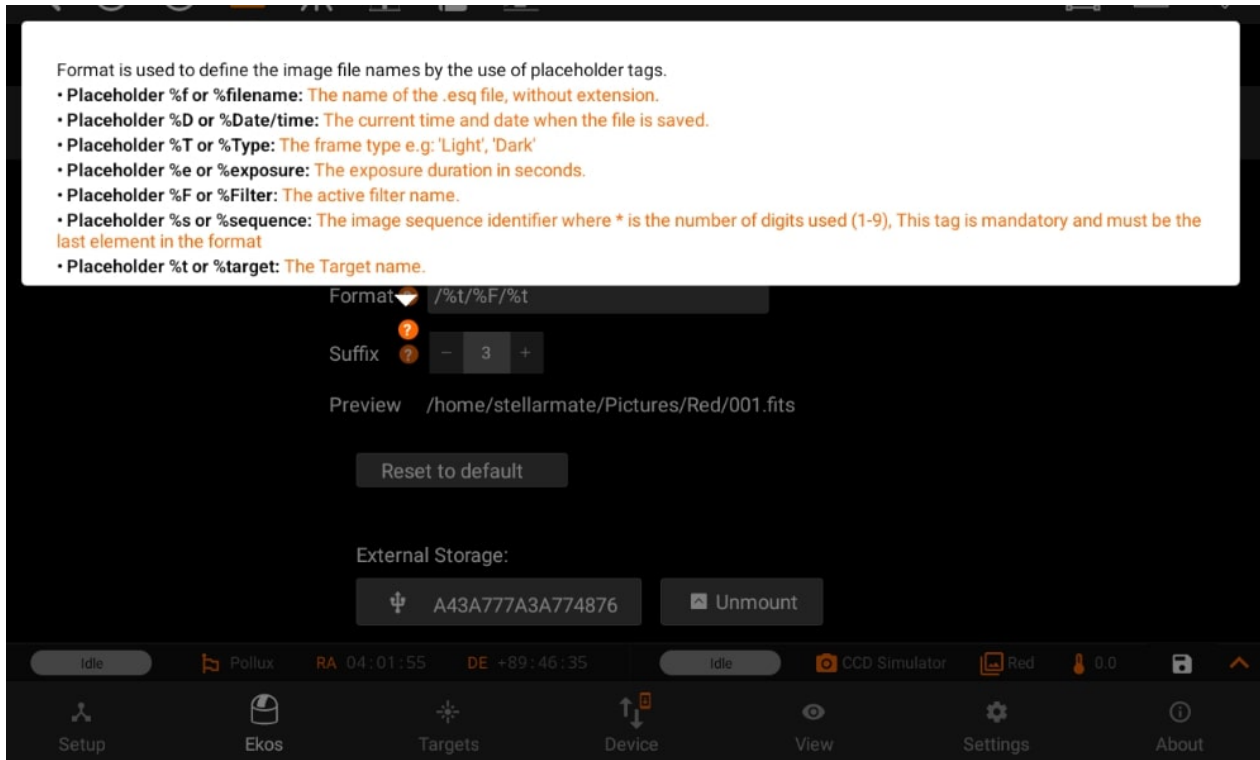 Format is used to define the image file names by the use of placeholder tags.
• Placeholder %f or %filename: The name of the .esq file, without extension.
• Placeholder %D or %Date/time: The current time and date when the file is saved.
• Placeholder %T or %Type: The frame type e.g: 'Light', 'Dark'
• Placeholder %e or %exposure: The exposure duration in seconds.
• Placeholder %F or %Filter: The active filter name.
• Placeholder %s or %sequence: The image sequence identifier where * is the number of digits used (1-9), This tag is mandatory and must be the
last element in the format
• Placeholder %t or %target: The Target name.
Format /%t/%F/%t
?
Suffix ? − 3 +
Preview /home/stellarmate/Pictures/Red/001.fits
Reset to default
External Storage:
A43A777A3A774876 Unmount
Idle Pollux RA 04:01:55 DE +89:46:35 Idle CCD Simulator Red 0.0
Setup Ekos Targets Device View Settings About